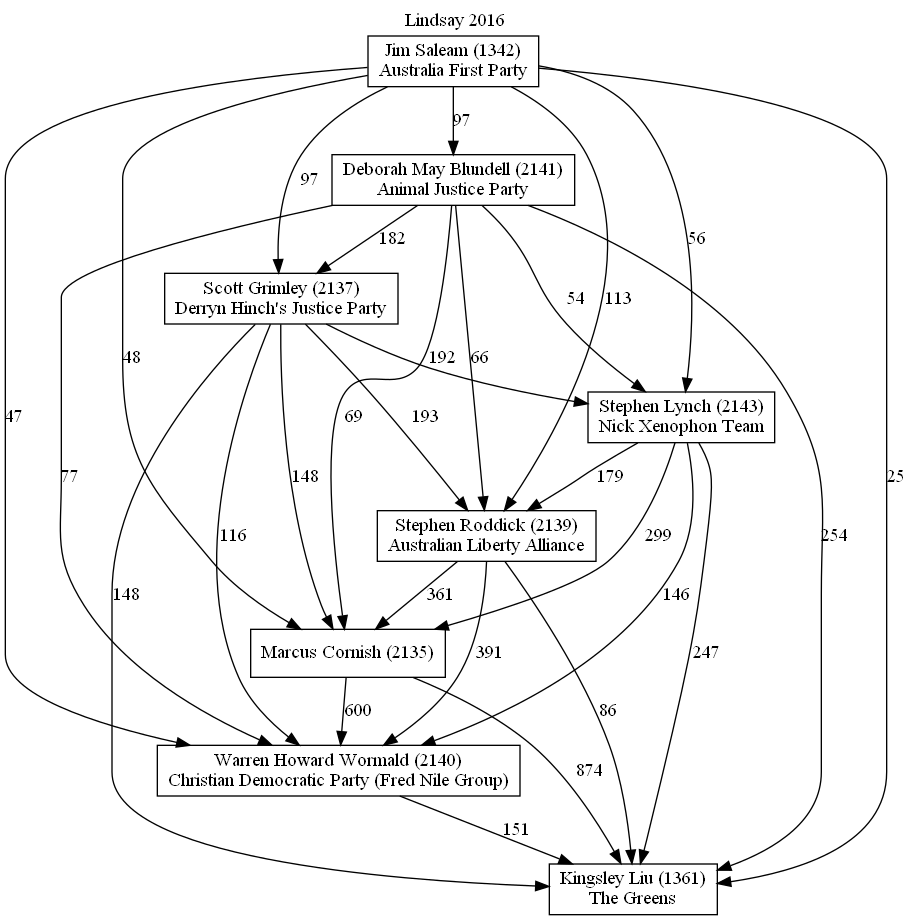 Lindsay 2016
Jim Saleam (1342)
Australia First Party
97
Deborah May Blundell (2141)
Animal Justice Party
97
182
56
Scott Grimley (2137)
Derryn Hinch's Justice Party
54
113
48
192
66
Stephen Lynch (2143)
Nick Xenophon Team
47
69
193
77
148
179
25
Stephen Roddick (2139)
Australian Liberty Alliance
116
299
254
148
361
146
Marcus Cornish (2135)
391
247
600
86
Warren Howard Wornald (2140)
Christian Democratic Party (Fred Nile Group)
874
151
Kingsley Liu (1361)
The Greens